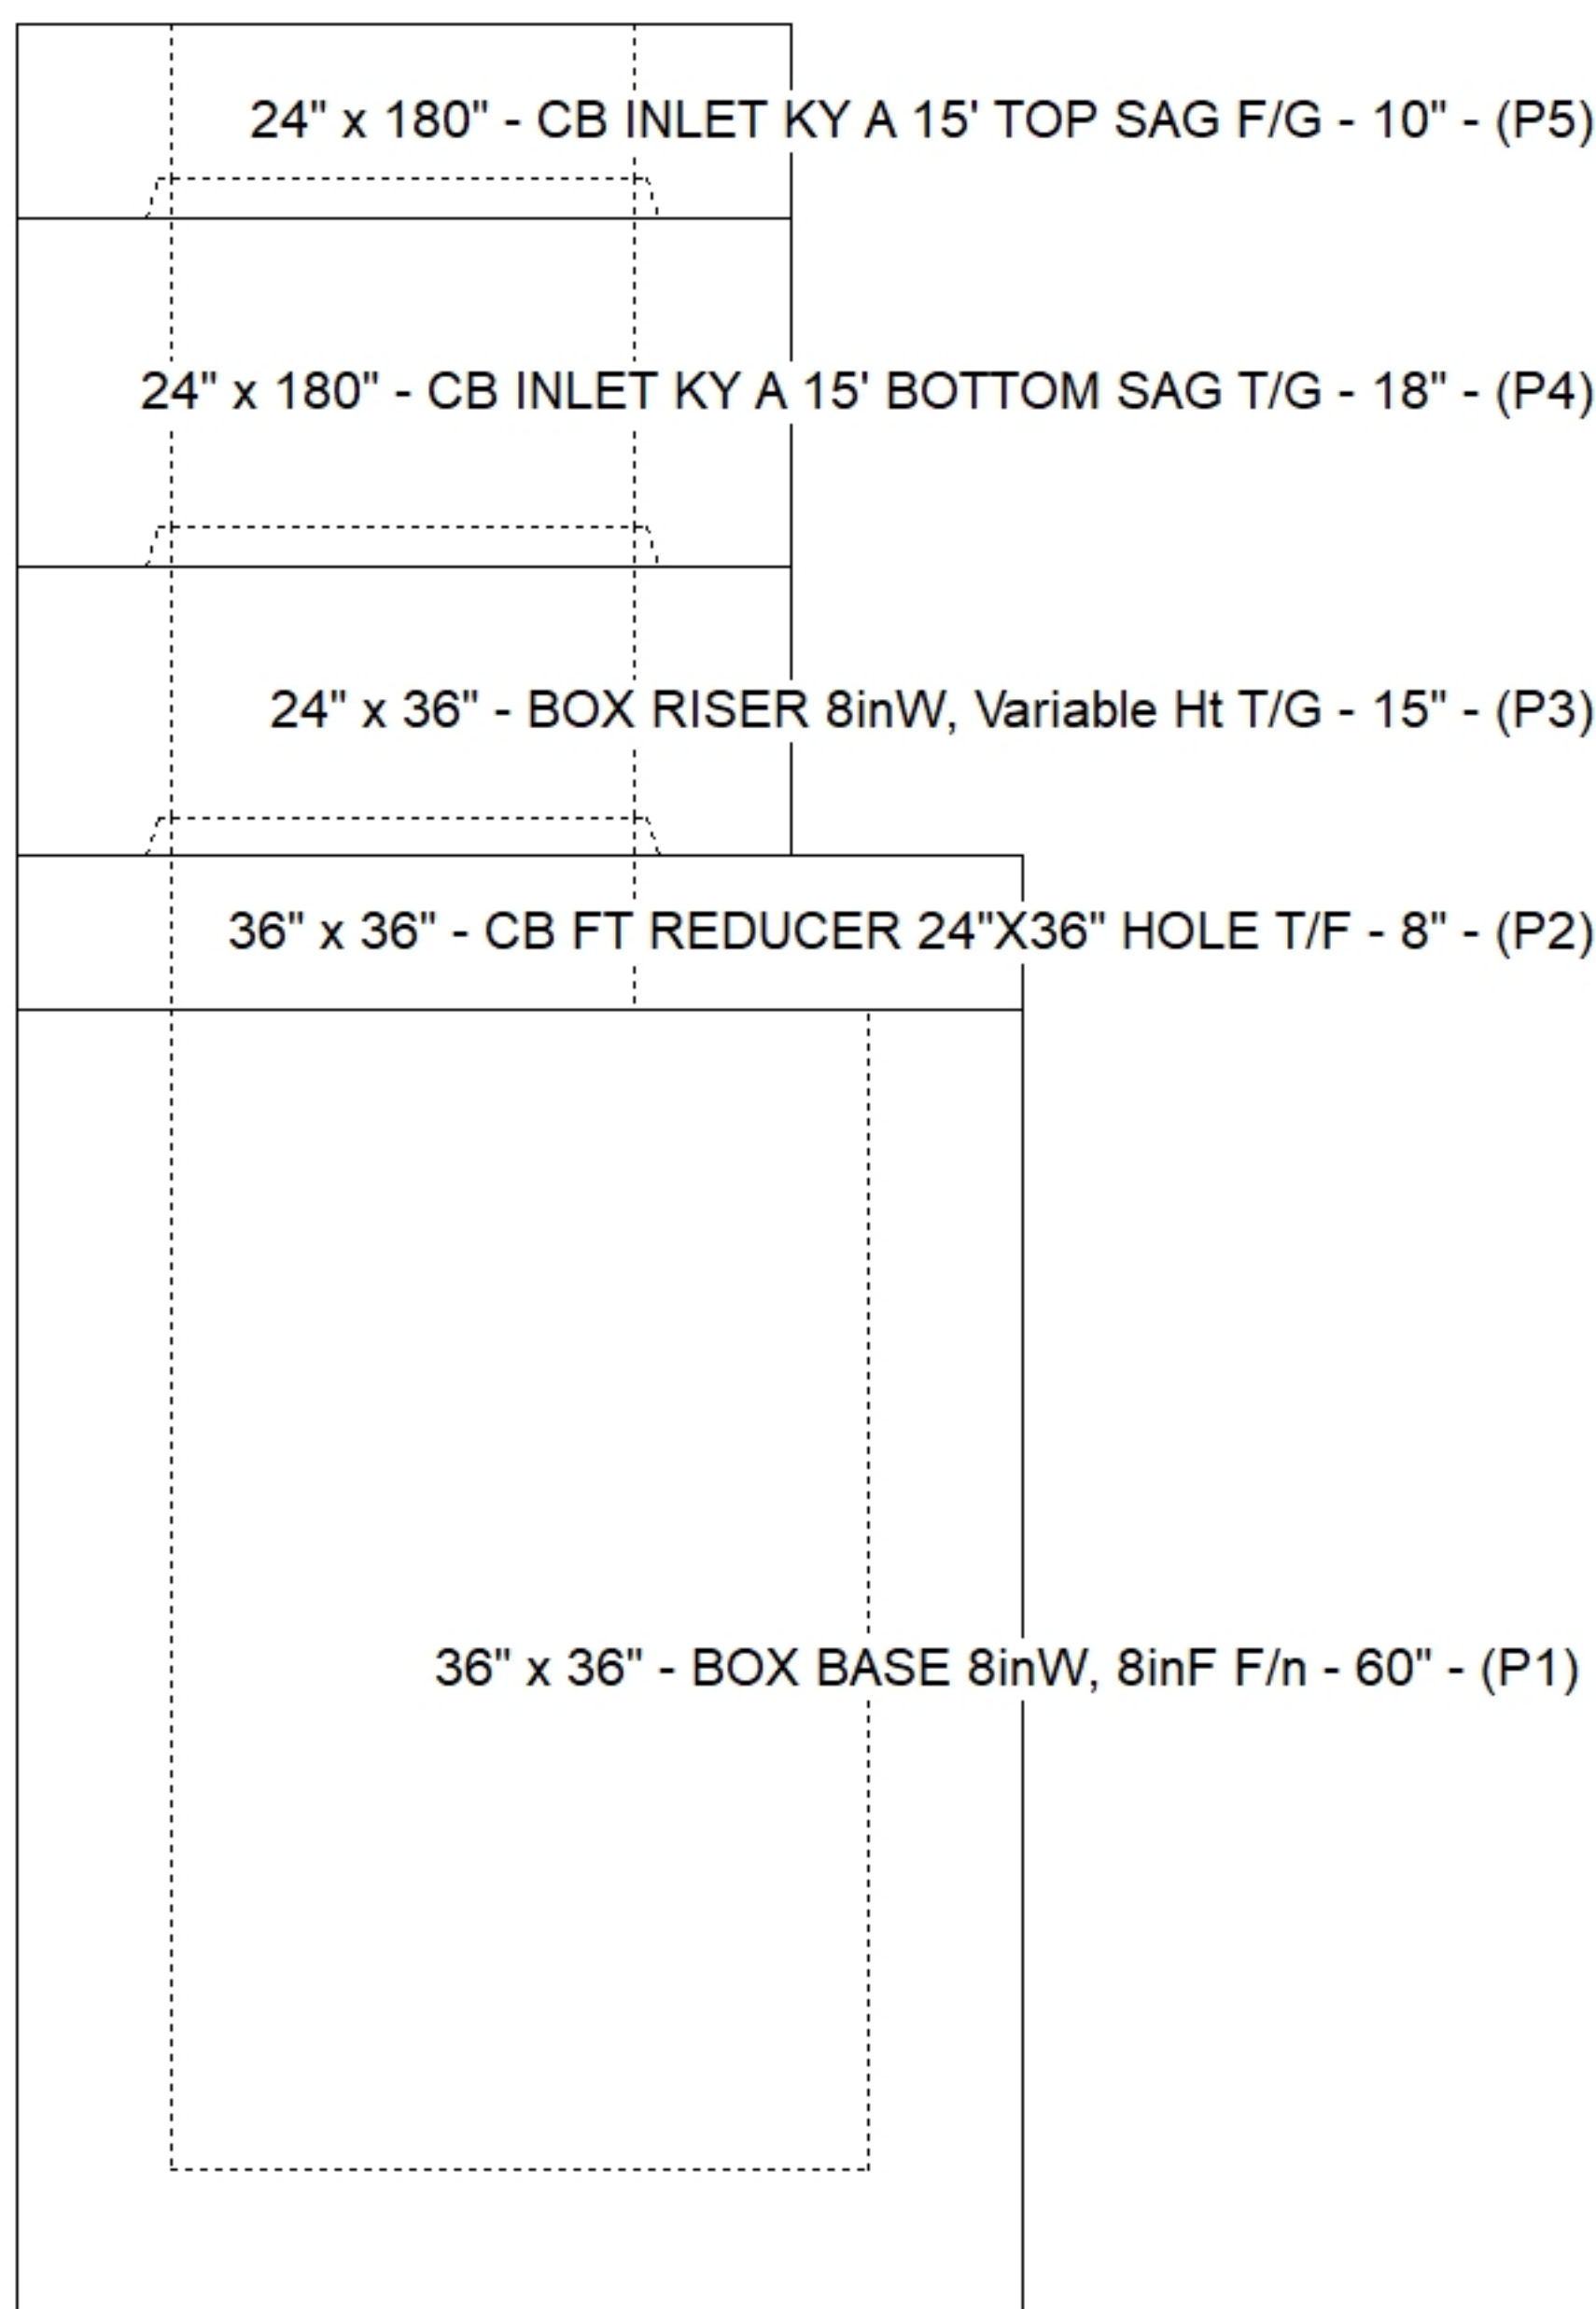 24" x 180" - CB INLET KY A 15' TOP SAG F/G - 10" - (P5)
24" x 180" - CB INLET KY A 15' BOTTOM SAG T/G - 18" - (P4)
24" x 36" - BOX RISER 8inW, Variable Ht T/G - 15" - (P3)
36" x 36" - CB FT REDUCER 24"X36" HOLE T/F - 8" - (P2)
36" x 36" - BOX BASE 8inW, 8inF F/n - 60" - (P1)